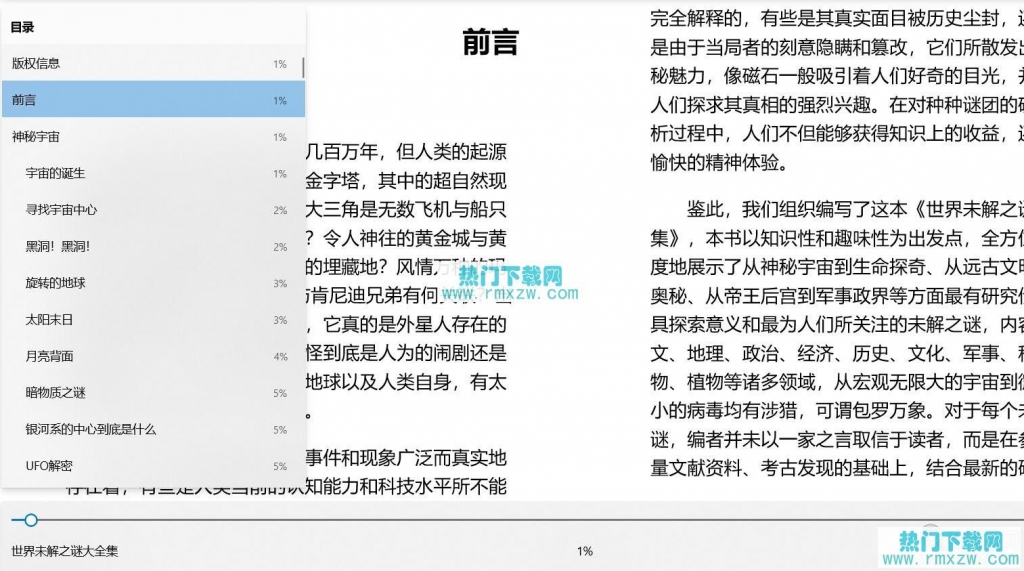 目录
版权信息 1%
前言 1%
神秘宇宙 1%
宇宙的诞生 1%
寻找宇宙中心 2%
黑洞！黑洞！ 2%
旋转的地球 3%
太阳末日 3%
月亮背面 4%
暗物质之谜 5%
银河系的中心到底是什么 5%
UFO解密 5%
前言
几百万年，但人类的起源
金字塔，其中的超自然现
大三角是无数飞机与船只
？令人神往的黄金城与黄
的埋藏地？风情万种的玛
肯尼迪兄弟有何
，它真的是外星人存在的
怪到底是人为的闹剧还是
地球以及人类自身，有太
。
事件和现象广泛而真实地
存在着，有些是人类当前的认知能力和科技水平所不能
完全解释的，有些是其真实面目被历史尘封，还
是由于当局者的刻意隐瞒和篡改，它们所散发出
秘魅力，像磁石一般吸引着人们好奇的目光，并
人们探求其真相的强烈兴趣。在对种种谜团的破
析过程中，人们不但能够获得知识上的收益，还
愉快的精神体验。
鉴此，我们组织编写了这本《世界未解之谜
集》，本书以知识性和趣味性为出发点，全方位
度地展示了从神秘宇宙到生命探奇、从远古文明
奥秘、从帝王后宫到军事政界等方面最有研究价
具探索意义和最为人们所关注的未解之谜，内容
文、地理、政治、经济、历史、文化、军事、科
物、植物等诸多领域，从宏观无限大的宇宙到微
小的病毒均有涉猎，可谓包罗万象。对于每个未
谜，编者并未以一家之言取信于读者，而是在参
量文献资料、考古发现的基础上，结合最新的研
热门下载网
www.rmxzw.com
世界未解之谜大全集 1%
热门下载网
www.rmxzw.com